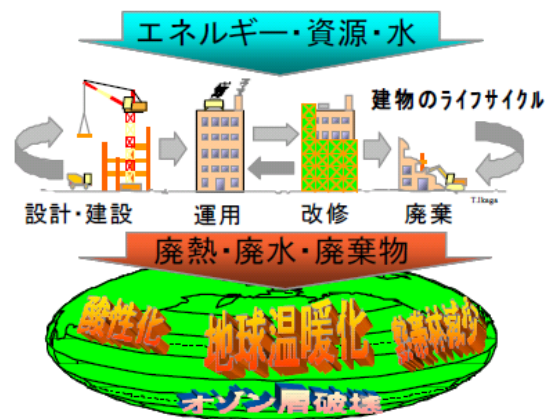 エネルギー・資源・水
建物のライフサイクル
設計・建設
運用
改修
廃棄
T.Ikaga
廃熱・廃水・廃棄物
酸性化
地球温暖化
オゾン層破壊